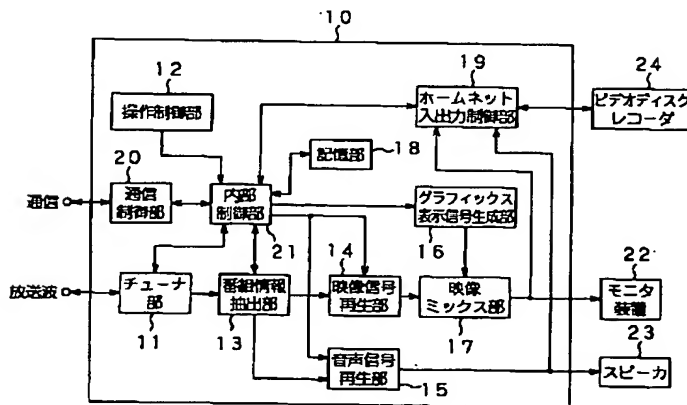 10
12
操作制御部
19
ホームネット
入出力制御部
24
ビデオディスク
レコーダ
20
通信
通信
制御部
内部
制御部
21
記憶部
18
グラフィックス
表示信号生成部
16
放送波
チューナ
部
11
番組情報
抽出部
13
14
映像信号
再生部
映像
ミックス部
17
22
モニタ
装置
音声信号
再生部
15
23
スピーカ